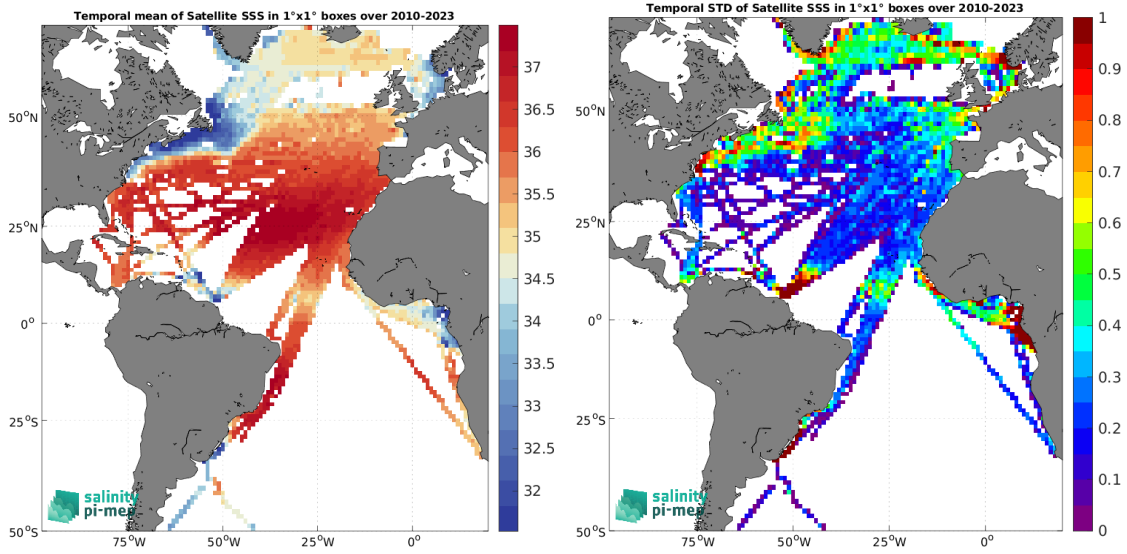 Temporal mean of Satellite SSS in 1°x1° boxes over 2010-2023
50°N
25°N
0°
25°S
50°S
75°W
50°W
25°W
0°
37
36.5
36
35.5
35
34.5
34
33.5
33
32.5
32
salinity
pi-mep
Temporal STD of Satellite SSS in 1°x1° boxes over 2010-2023
50°N
25°N
0°
25°S
50°S
75°W
50°W
25°W
0°
1
0.9
0.8
0.7
0.6
0.5
0.4
0.3
0.2
0.1
0
salinity
pi-mep